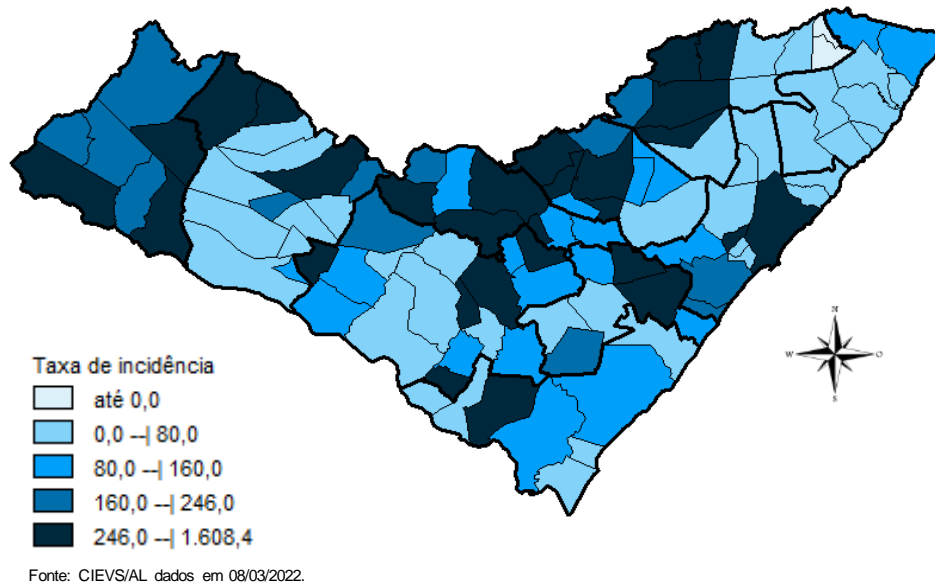 N
W
O
S
Taxa de incidência
até 0,0
0,0 --| 80,0
80,0 --| 160,0
160,0 --| 246,0
246,0 --| 1.608,4
Fonte: CIEVS/AL dados em 08/03/2022.